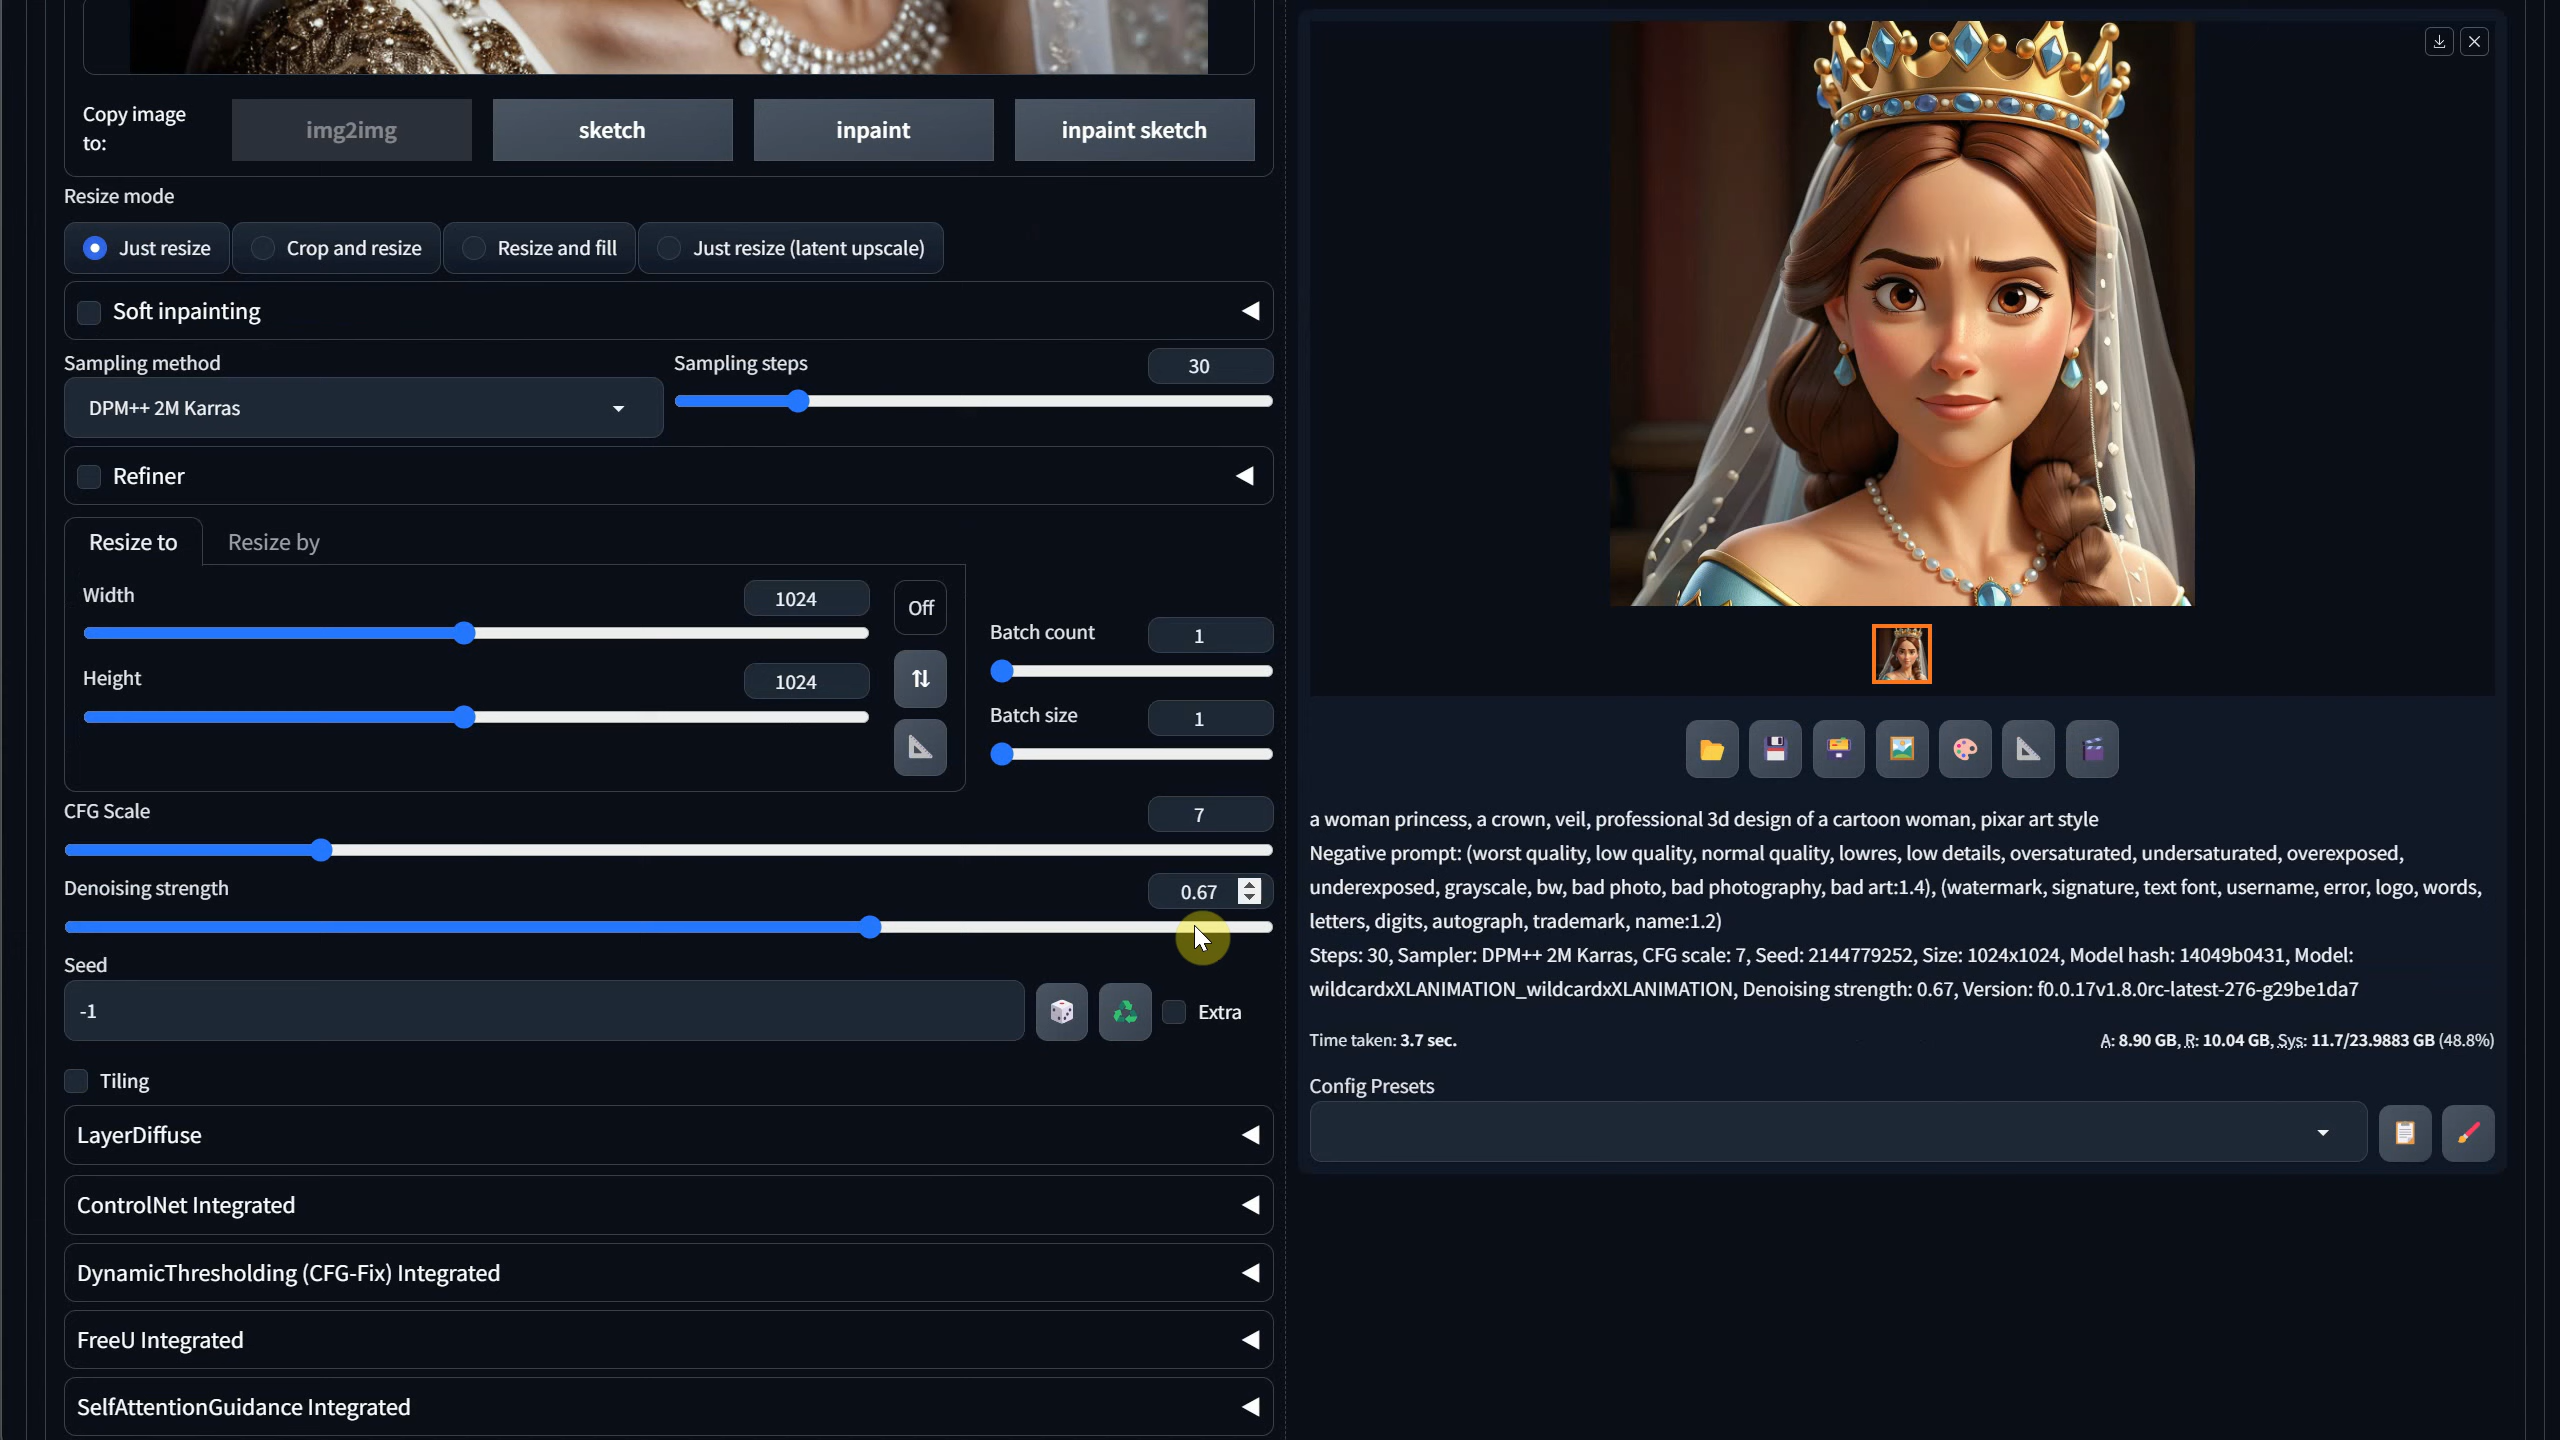 Copy image
to:
img2img
sketch
inpaint
inpaint sketch
Resize mode
Just resize
Crop and resize
Resize and fill
Just resize (latent upscale)
Soft inpainting
Sampling method
Sampling steps
30
DPM++ 2M Karras
Refiner
Resize to
Resize by
Width
1024
Off
Height
1024
Batch count
1
Batch size
1
CFG Scale
7
Denoising strength
0.67
Seed
-1
Extra
Tiling
LayerDiffuse
ControlNet Integrated
DynamicThresholding (CFG-Fix) Integrated
FreeU Integrated
SelfAttentionGuidance Integrated
a woman princess, a crown, veil, professional 3d design of a cartoon woman, pixar art style
Negative prompt: (worst quality, low quality, normal quality, lowres, low details, oversaturated, undersaturated, overexposed,
underexposed, grayscale, bw, bad photo, bad photography, bad art:1.4), (watermark, signature, text font, username, error, logo, words,
letters, digits, autograph, trademark, name:1.2)
Steps: 30, Sampler: DPM++ 2M Karras, CFG scale: 7, Seed: 2144779252, Size: 1024x1024, Model hash: 14049b0431, Model:
wildcardxXLANIMATION_wildcardxXLANIMATION, Denoising strength: 0.67, Version: f0.0.17v1.8.0rc-latest-276-g29be1da7
Time taken: 3.7 sec.
A: 8.90 GB, R: 10.04 GB, Sys: 11.7/23.9883 GB (48.8%)
Config Presets